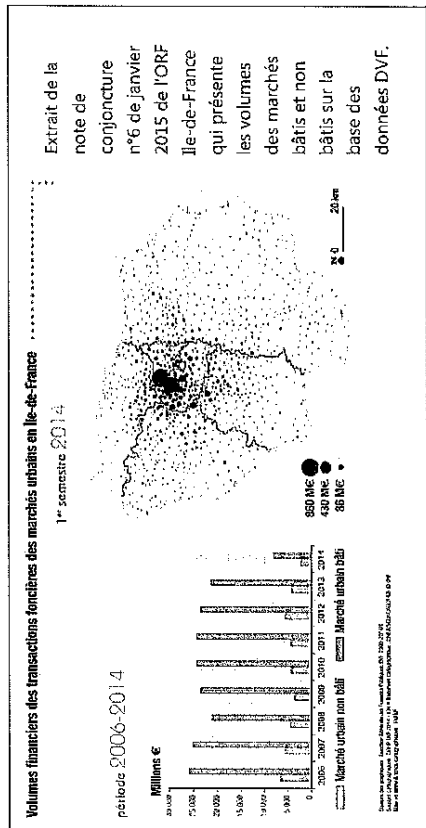 Volumes financiers des transactions foncières des marchés urbains en Île-de-France
1er semestre 2014
période 2006-2014
Millions €
25 000
20 000
15 000
10 000
5 000
0
2006 2007 2008 2009 2010 2011 2012 2013 2014
Marché urbain non bâti Marché urbain bâti
860 M€
430 M€
86 M€
N 0 20 km
Extrait de la
note de
conjoncture
n°6 de janvier
2015 de l'ORF
Ile-de-France
qui présente
les volumes
des marchés
bâtis et non
bâtis sur la
base des
données DVF.